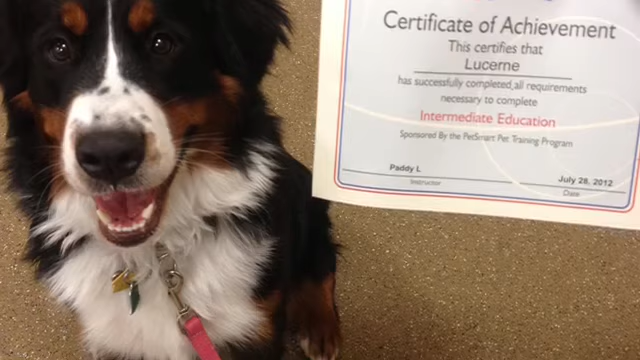 Certificate of Achievement
This certifies that
Lucerne
has successfully completed,all requirements
necessary to complete
Intermediate Education
Sponsored By the PetSmart Pet Training Program
Paddy L July 28, 2012
Instructor Date